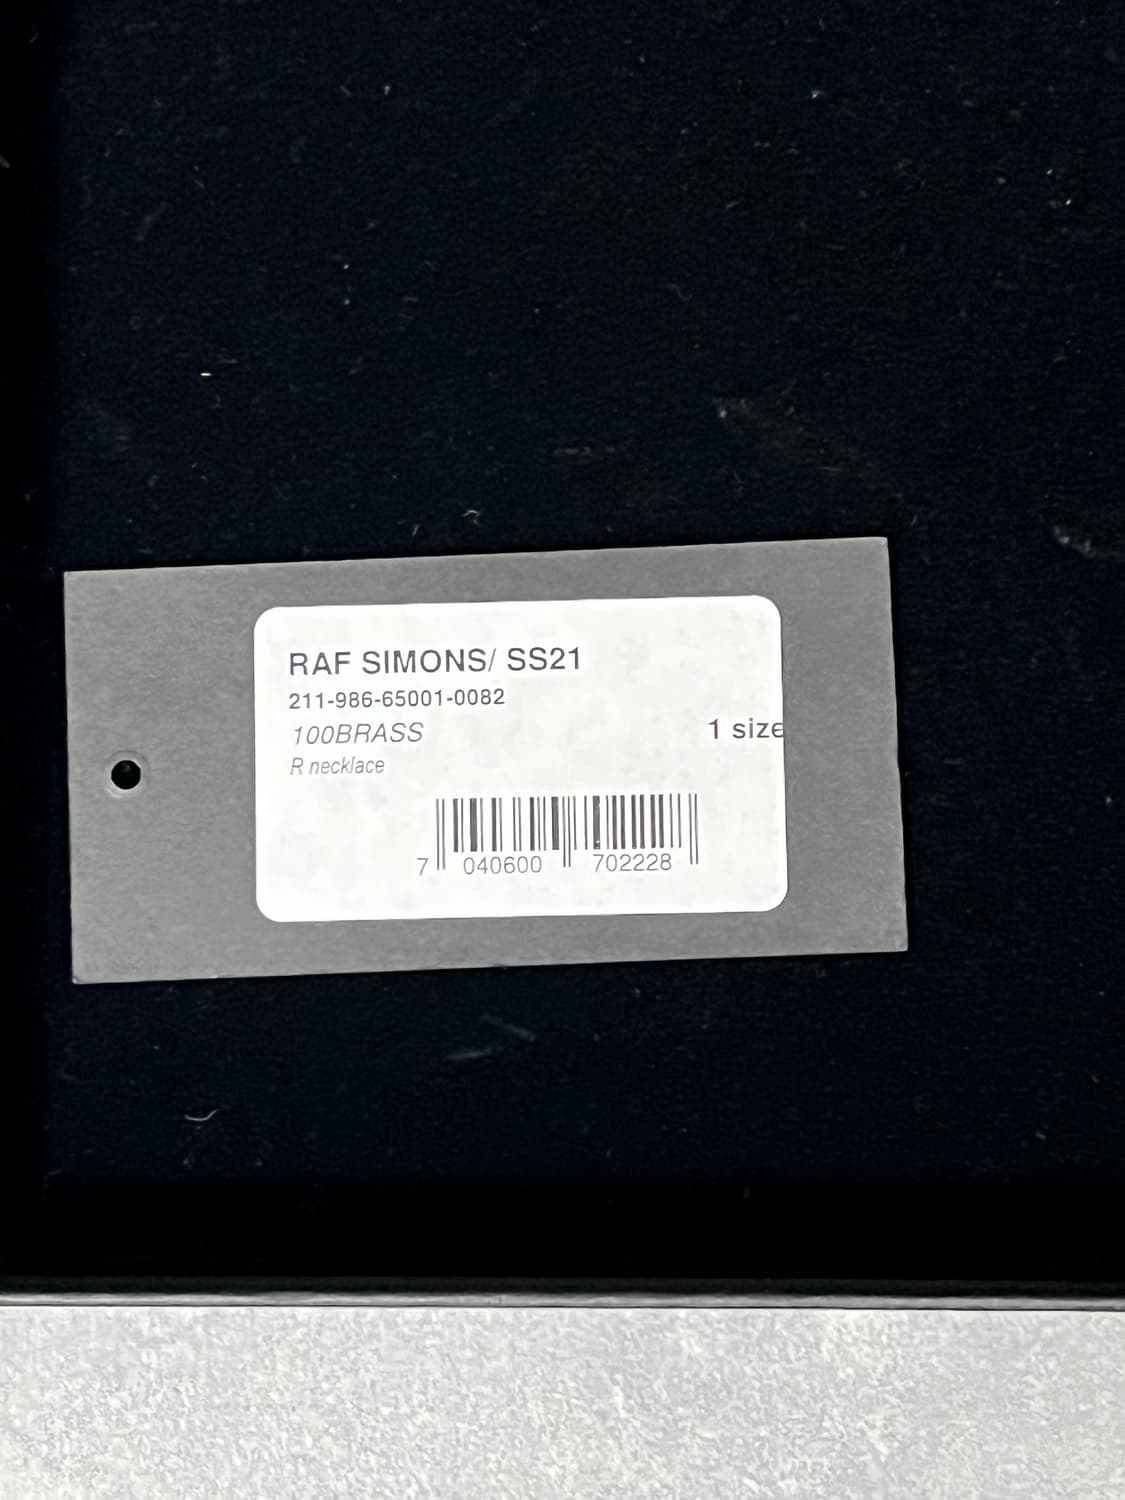 RAF SIMONS/ SS21
211-986-65001-0082
100BRASS 1 size
R necklace
7 040600 702228